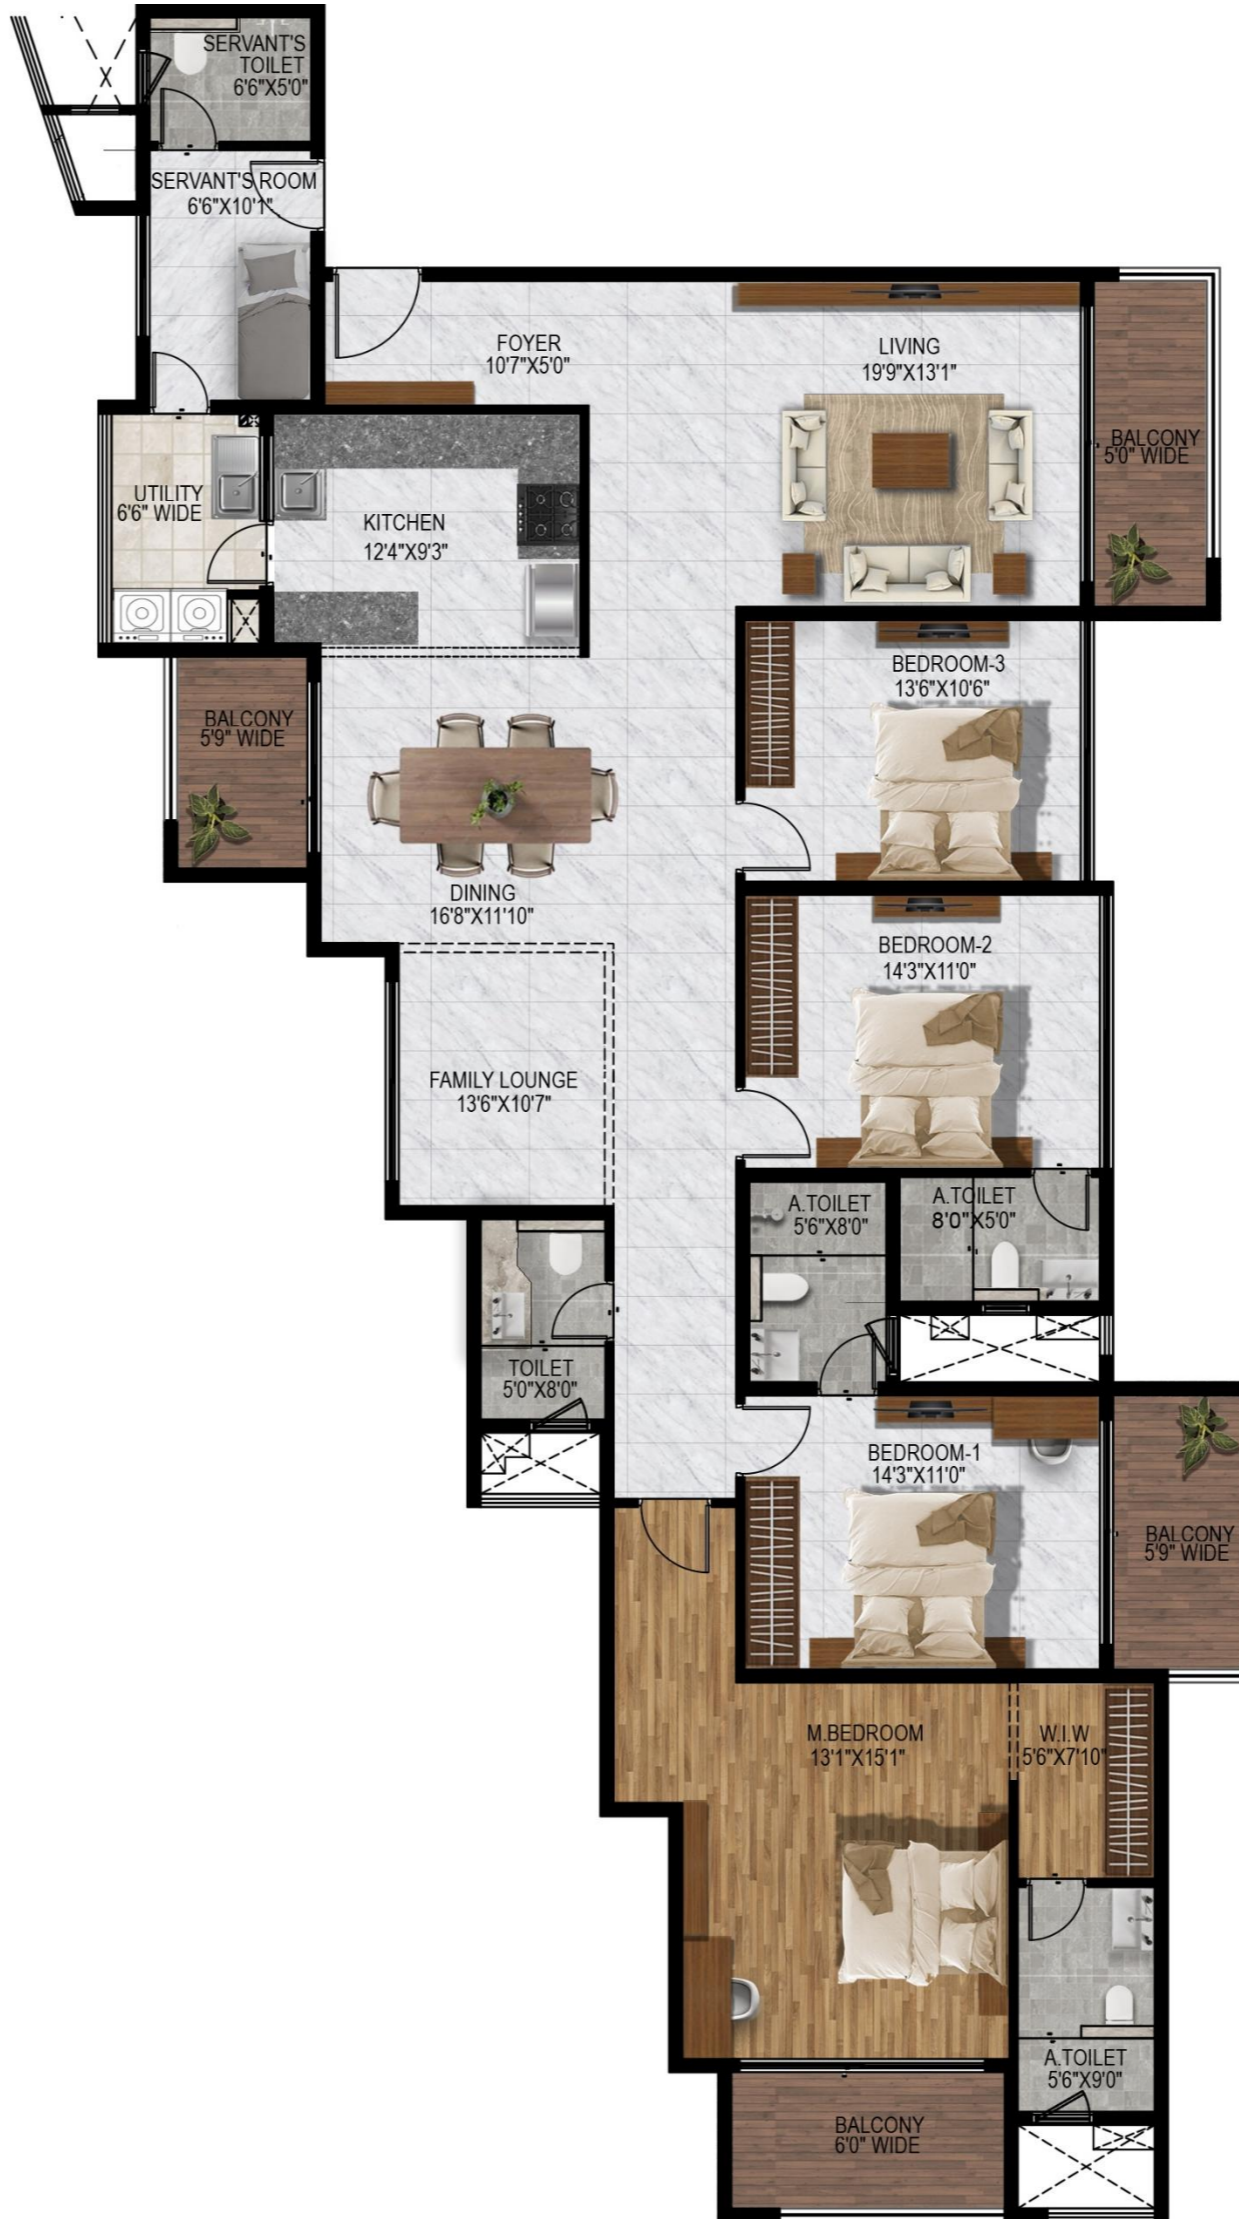 SERVANT'S
TOILET
6'6"X5'0"
SERVANT'S ROOM
6'6"X10'1"
FOYER
10'7"X5'0"
LIVING
19'9"X13'1"
BALCONY
5'0" WIDE
UTILITY
6'6" WIDE
KITCHEN
12'4"X9'3"
BEDROOM-3
13'6"X10'6"
BALCONY
5'9" WIDE
DINING
16'8"X11'10"
BEDROOM-2
14'3"X11'0"
FAMILY LOUNGE
13'6"X10'7"
A.TOILET
5'6"X8'0"
A.TOILET
8'0"X5'0"
TOILET
5'0"X8'0"
BEDROOM-1
14'3"X11'0"
BALCONY
5'9" WIDE
M.BEDROOM
13'1"X15'1"
W.I.W
5'6"X7'10"
A.TOILET
5'6"X9'0"
BALCONY
6'0" WIDE